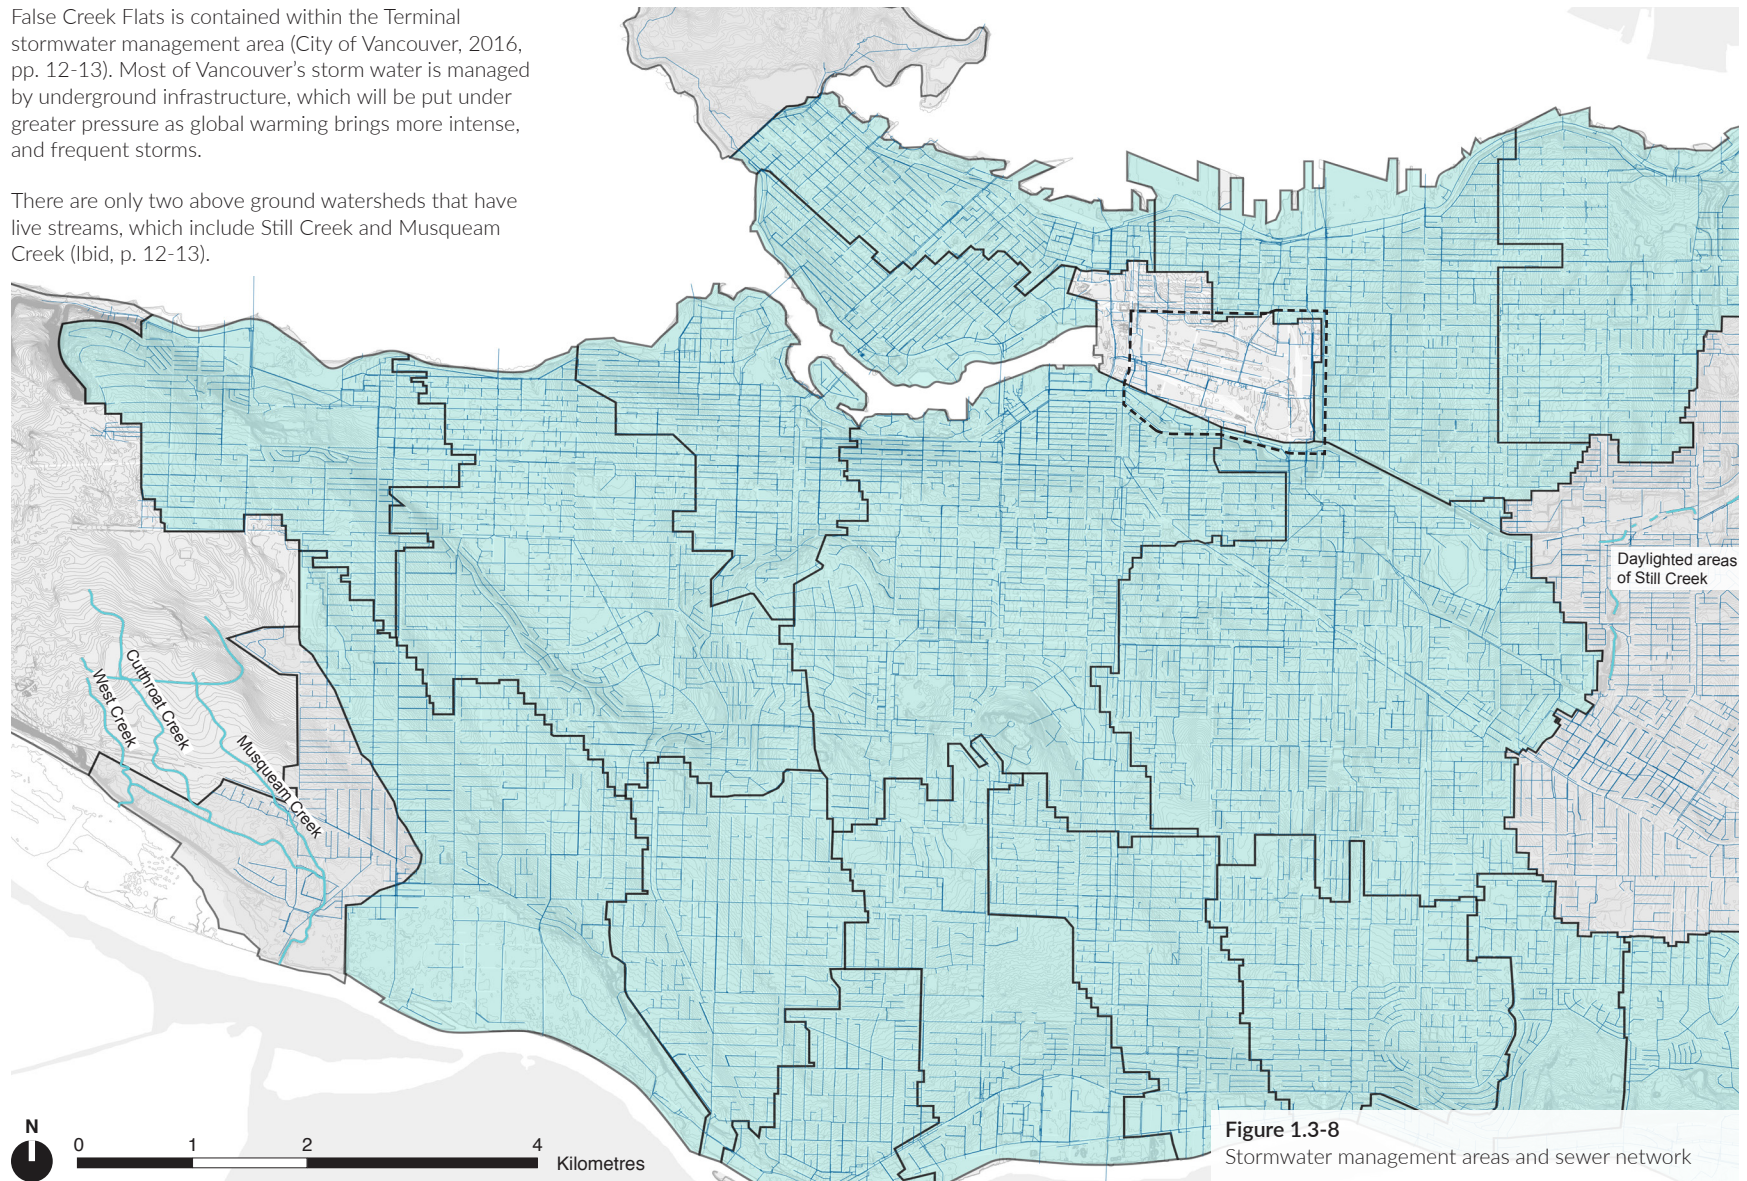 False Creek Flats is contained within the Terminal
stormwater management area (City of Vancouver, 2016,
pp. 12-13). Most of Vancouver's storm water is managed
by underground infrastructure, which will be put under
greater pressure as global warming brings more intense,
and frequent storms.
There are only two above ground watersheds that have
live streams, which include Still Creek and Musqueam
Creek (Ibid, p. 12-13).
Daylighted areas
of Still Creek
Cutthroat Creek
West Creek
Musqueam Creek
N
0 1 2 4
Kilometres
Figure 1.3-8
Stormwater management areas and sewer network